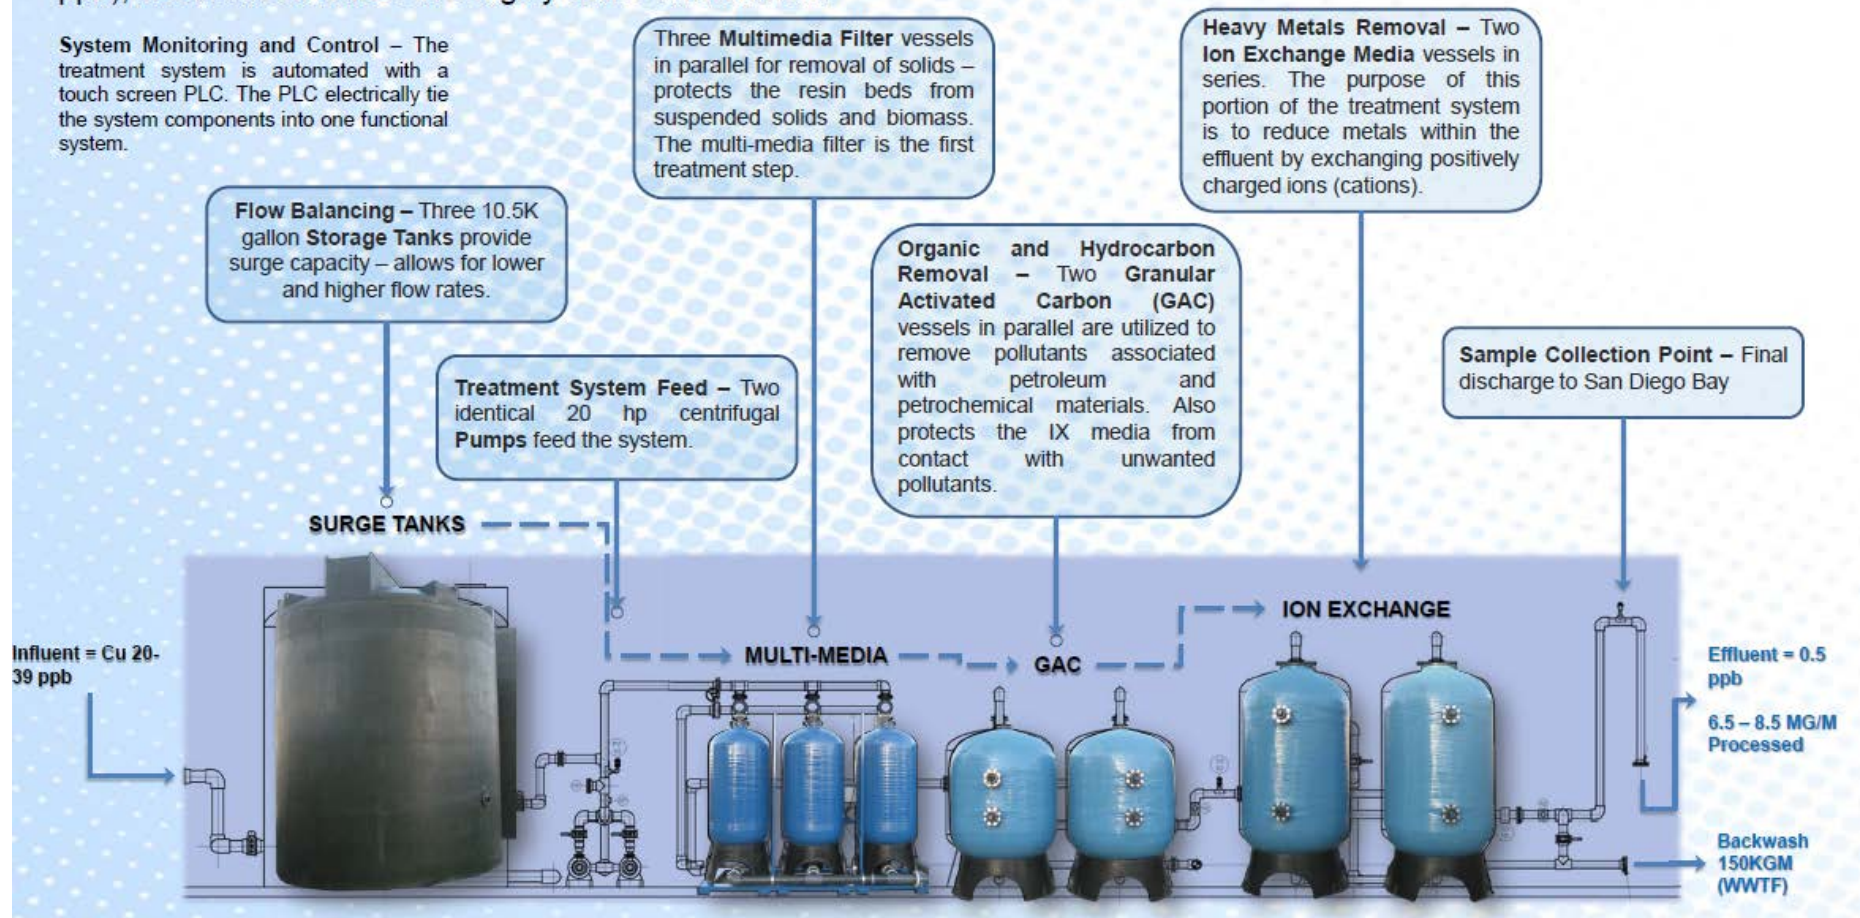 System Monitoring and Control – The
treatment system is automated with a
touch screen PLC. The PLC electrically tie
the system components into one functional
system.
Three Multimedia Filter vessels
in parallel for removal of solids –
protects the resin beds from
suspended solids and biomass.
The multi-media filter is the first
treatment step.
Heavy Metals Removal – Two
Ion Exchange Media vessels in
series. The purpose of this
portion of the treatment system
is to reduce metals within the
effluent by exchanging positively
charged ions (cations).
Flow Balancing – Three 10.5K
gallon Storage Tanks provide
surge capacity – allows for lower
and higher flow rates.
Organic and Hydrocarbon
Removal – Two Granular
Activated Carbon (GAC)
vessels in parallel are utilized to
remove pollutants associated
with petroleum and
petrochemical materials. Also
protects the IX media from
contact with unwanted
pollutants.
Treatment System Feed – Two
identical 20 hp centrifugal
Pumps feed the system.
Sample Collection Point – Final
discharge to San Diego Bay
SURGE TANKS
MULTI-MEDIA
GAC
ION EXCHANGE
Influent = Cu 20-
39 ppb
Effluent = 0.5
ppb
6.5 – 8.5 MG/M
Processed
Backwash
150KGM
(WWTF)